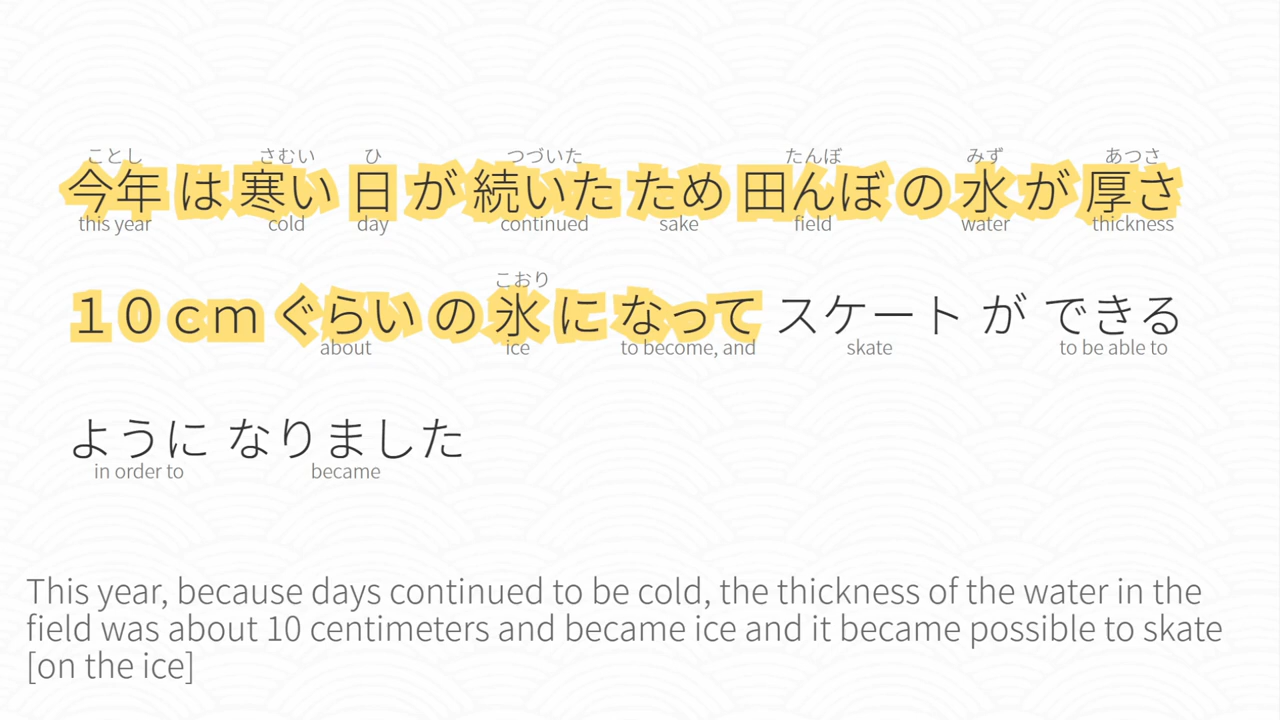 ことし さむい ひ つづいた たんぼ みず あつさ
今年 は 寒い 日 が 続いた ため 田んぼ の 水 が 厚さ
this year cold day continued sake field water thickness
こおり
１０ｃｍ ぐらい の 氷 に なって スケート が できる
about ice to become, and skate to be able to
ように なりました
in order to became
This year, because days continued to be cold, the thickness of the water in the
field was about 10 centimeters and became ice and it became possible to skate
[on the ice]